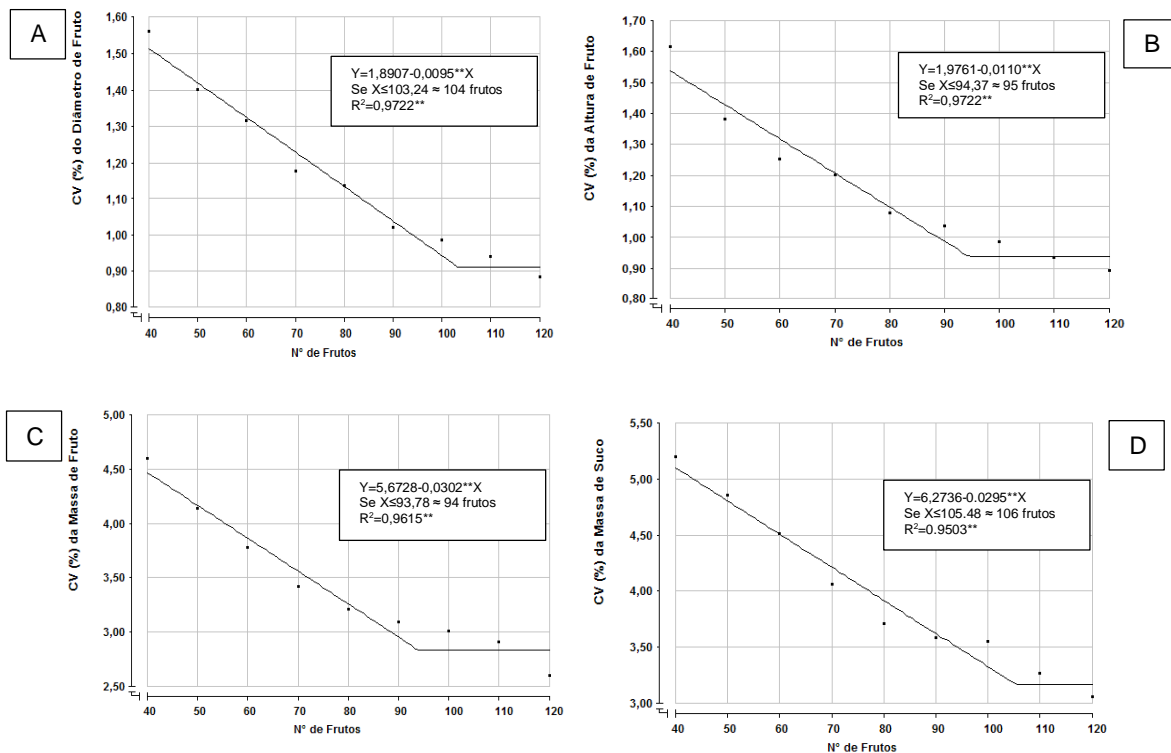 A
CV (%) do Diâmetro de Fruto
1,60
1,50
1,40
1,30
1,20
1,10
1,00
0,90
0,80
Y=1,8907-0,0095**X
Se X≤103,24 ≈ 104 frutos
R²=0,9722**
40 50 60 70 80 90 100 110 120
N° de Frutos
B
CV (%) da Altura de Fruto
1,70
1,60
1,50
1,40
1,30
1,20
1,10
1,00
0,90
0,80
Y=1,9761-0,0110**X
Se X≤94,37 ≈ 95 frutos
R²=0,9722**
40 50 60 70 80 90 100 110 120
N° de Frutos
C
CV (%) da Massa de Fruto
5,00
4,50
4,00
3,50
3,00
2,50
Y=5,6728-0,0302**X
Se X≤93,78 ≈ 94 frutos
R²=0,9615**
40 50 60 70 80 90 100 110 120
N° de Frutos
D
CV (%) da Massa de Suco
5,50
5,00
4,50
4,00
3,50
3,00
Y=6,2736-0.0295**X
Se X≤105.48 ≈ 106 frutos
R²=0.9503**
40 50 60 70 80 90 100 110 120
N° de Frutos